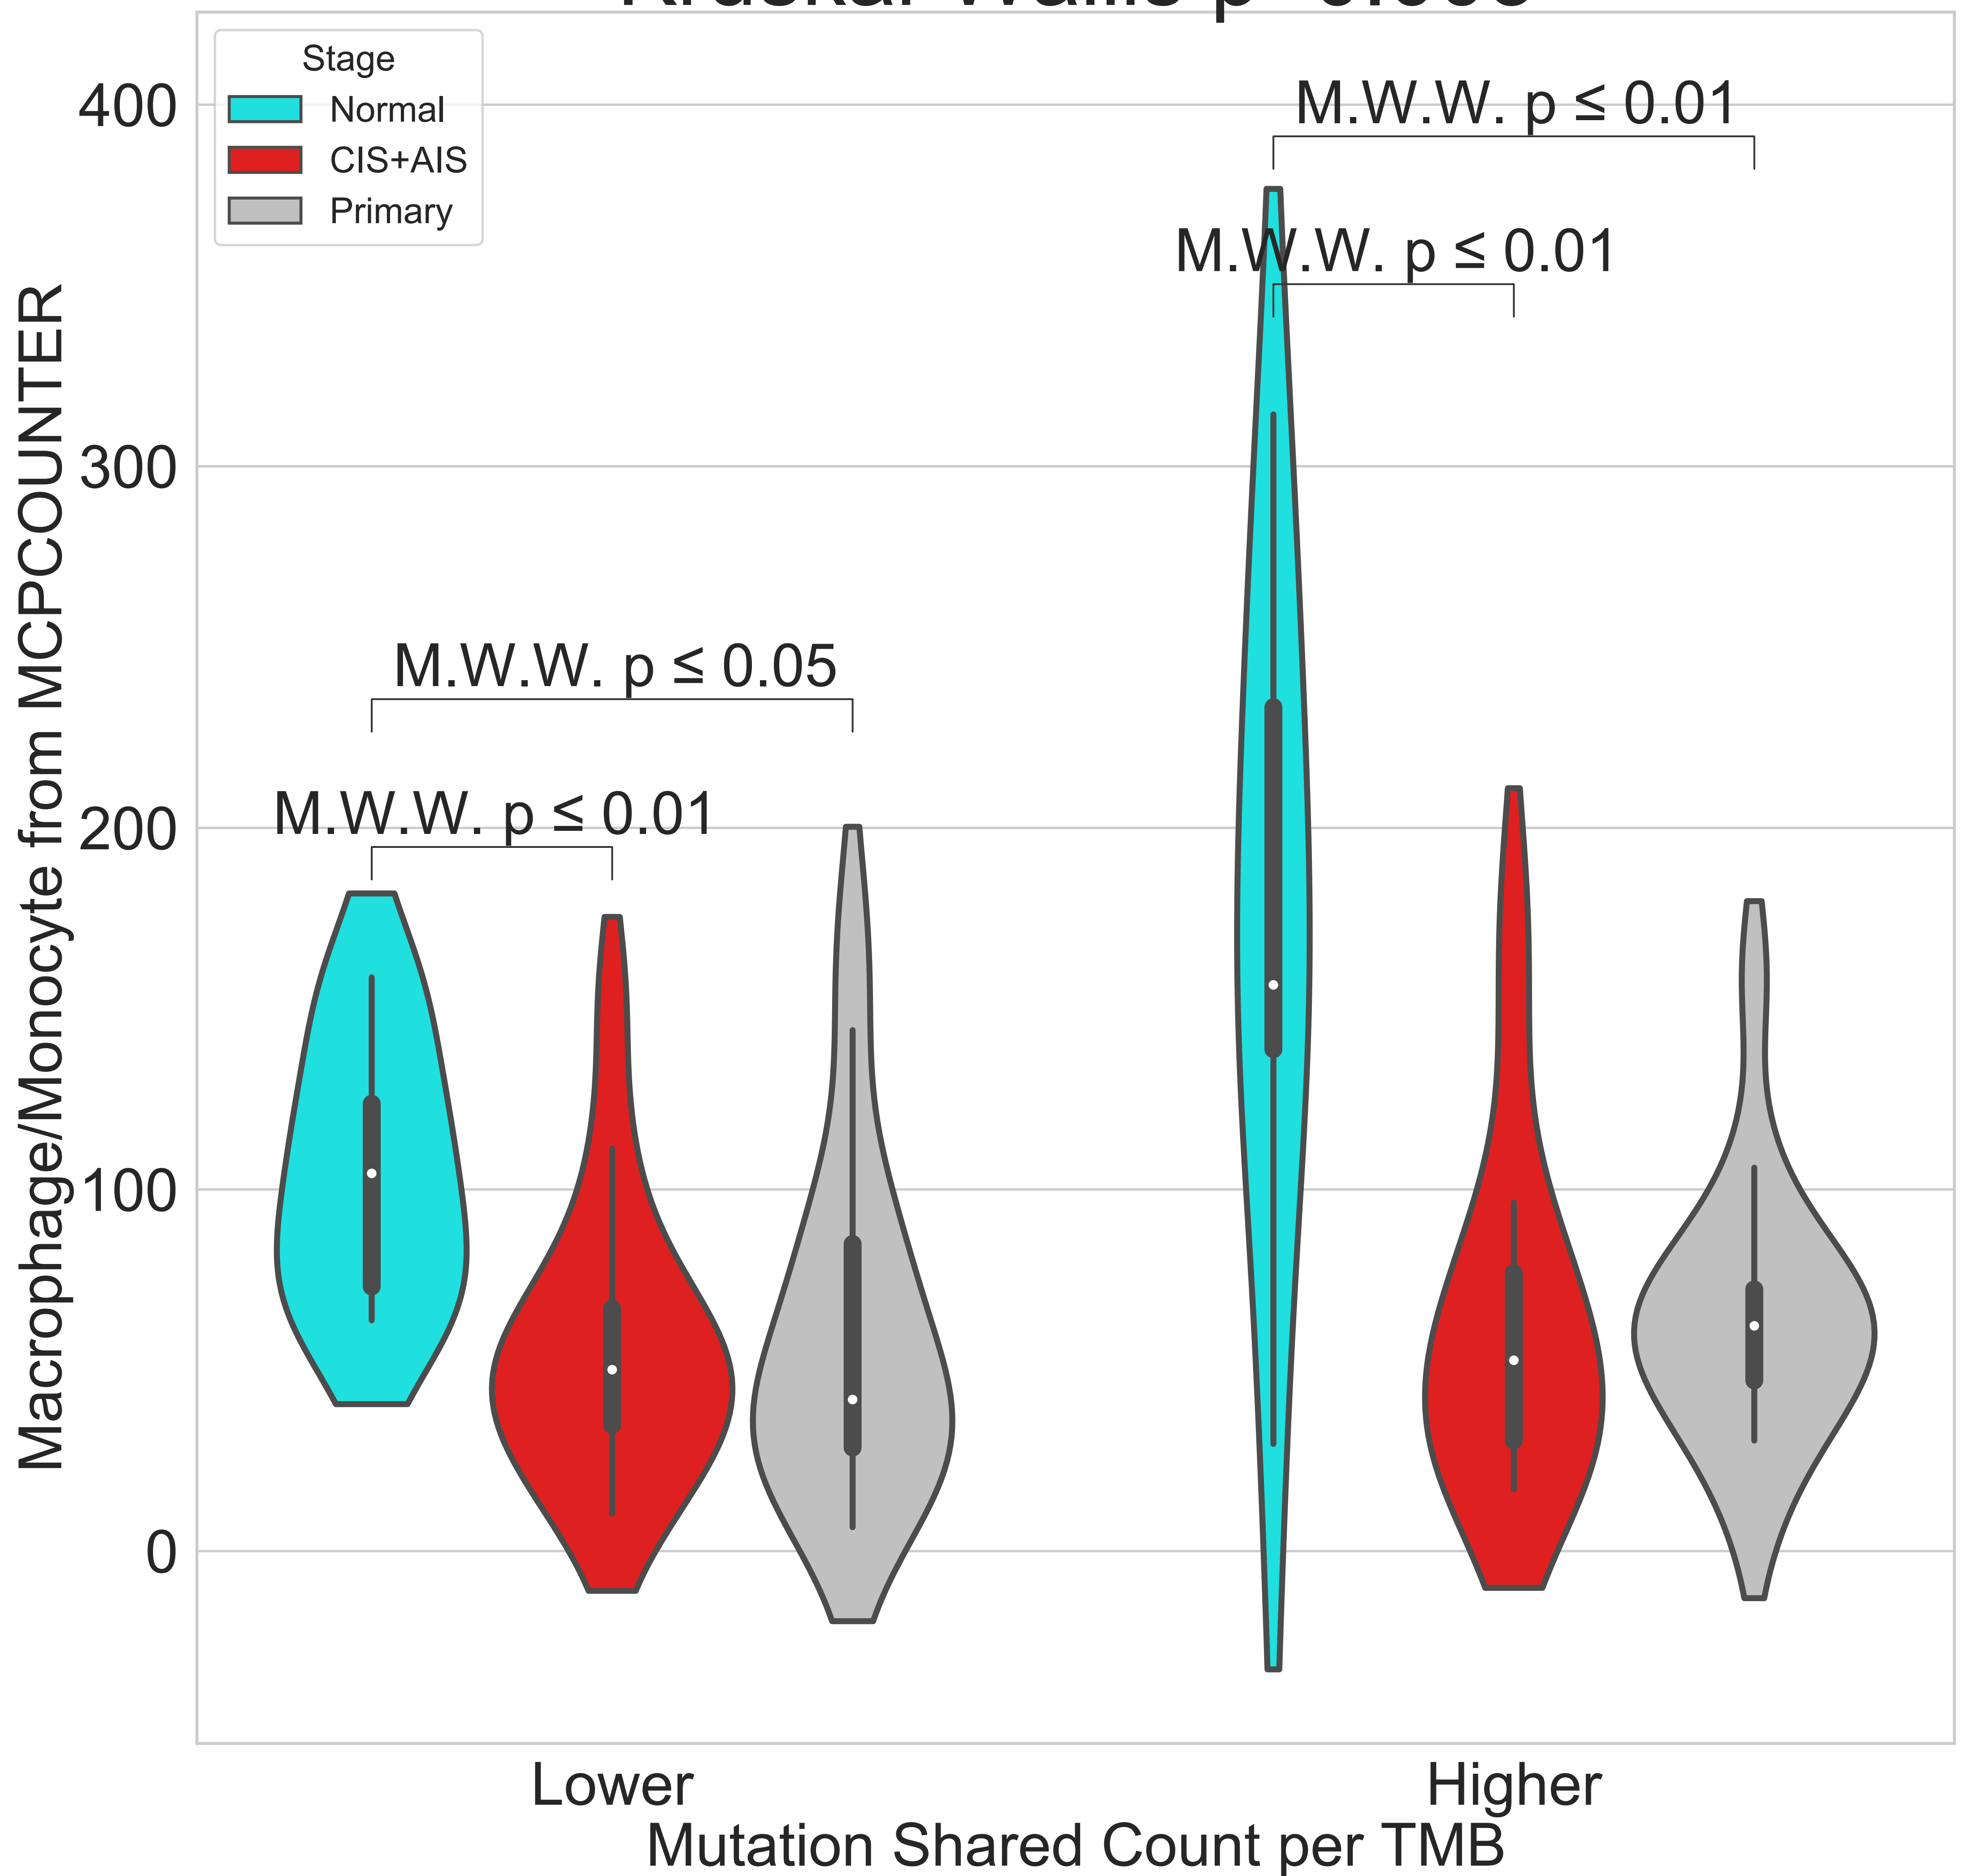 Stage
Normal
CIS+AIS
Primary
Macrophage/Monocyte from MCPCOUNTER
400
300
200
100
0
M.W.W. p ≤ 0.01
M.W.W. p ≤ 0.01
M.W.W. p ≤ 0.05
M.W.W. p ≤ 0.01
Lower
Higher
Mutation Shared Count per TMB